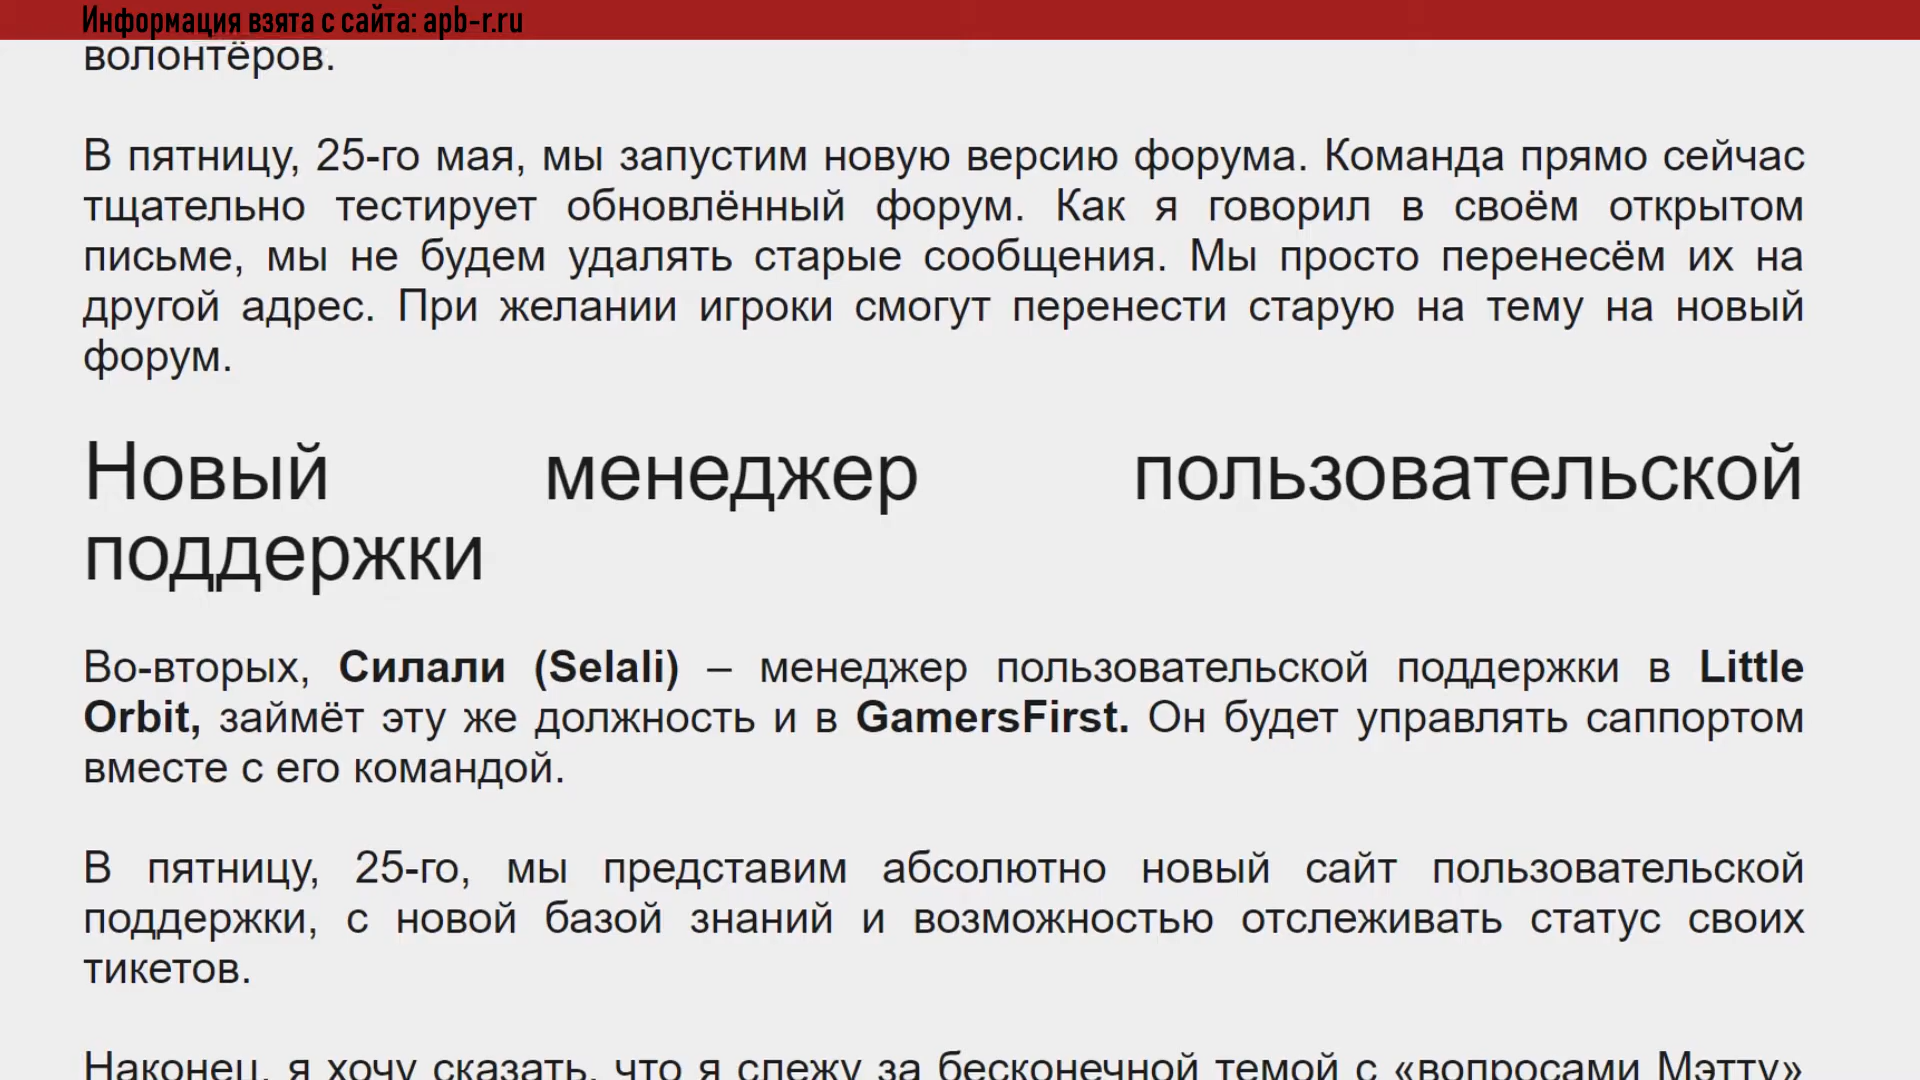 Информация взята с сайта: apb-r.ru
волонтёров.
В пятницу, 25-го мая, мы запустим новую версию форума. Команда прямо сейчас
тщательно тестирует обновлённый форум. Как я говорил в своём открытом
письме, мы не будем удалять старые сообщения. Мы просто перенесём их на
другой адрес. При желании игроки смогут перенести старую на тему на новый
форум.
Новый менеджер пользовательской
поддержки
Во-вторых, Силали (Selali) – менеджер пользовательской поддержки в Little
Orbit, займёт эту же должность и в GamersFirst. Он будет управлять саппортом
вместе с его командой.
В пятницу, 25-го, мы представим абсолютно новый сайт пользовательской
поддержки, с новой базой знаний и возможностью отслеживать статус своих
тикетов.
Наконец, я хочу сказать, что я слежу за бесконечной темой с «вопросами Мэтту»